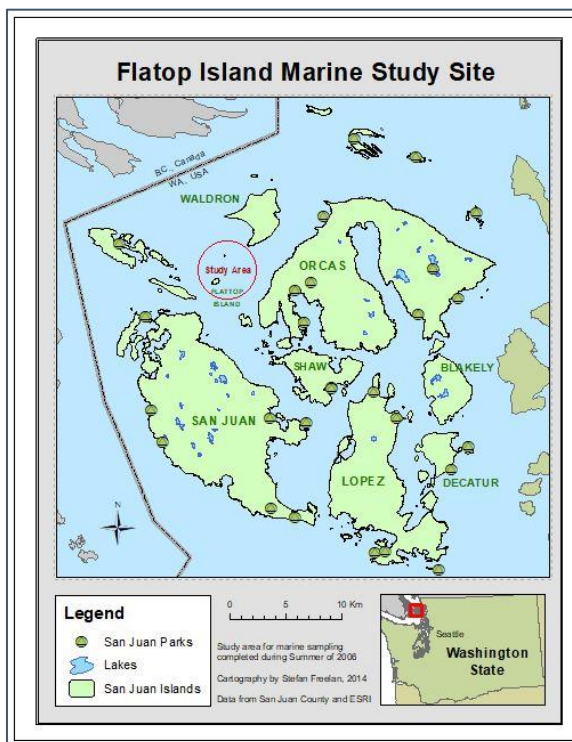 Flatop Island Marine Study Site
BC, Canada
WA, USA
WALDRON
Study Area
FLATTOP
ISLAND
ORCAS
SHAW
BLAKELY
SAN JUAN
LOPEZ
DECATUR
N
Legend
San Juan Parks
Lakes
San Juan Islands
0 5 10 Km
Study area for marine sampling
completed during Summer of 2006
Cartography by Stefan Freelan, 2014
Data from San Juan County and ESRI
Seattle
Washington
State